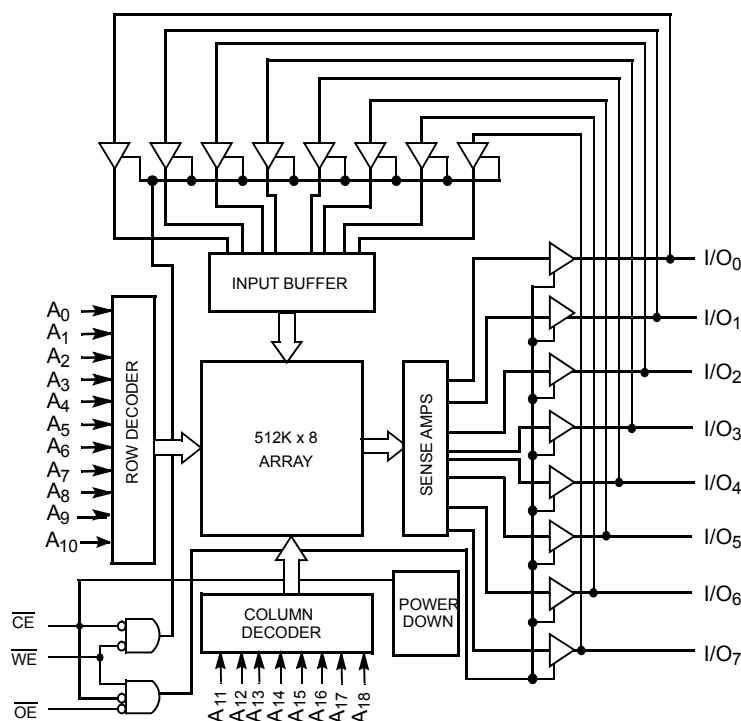 INPUT BUFFER
I/O0
I/O1
I/O2
I/O3
I/O4
I/O5
I/O6
I/O7
A0
A1
A2
A3
A4
A5
A6
A7
A8
A9
A10
ROW DECODER
512K x 8
ARRAY
SENSE AMPS
POWER
DOWN
COLUMN
DECODER
CE
WE
OE
A11
A12
A13
A14
A15
A16
A17
A18